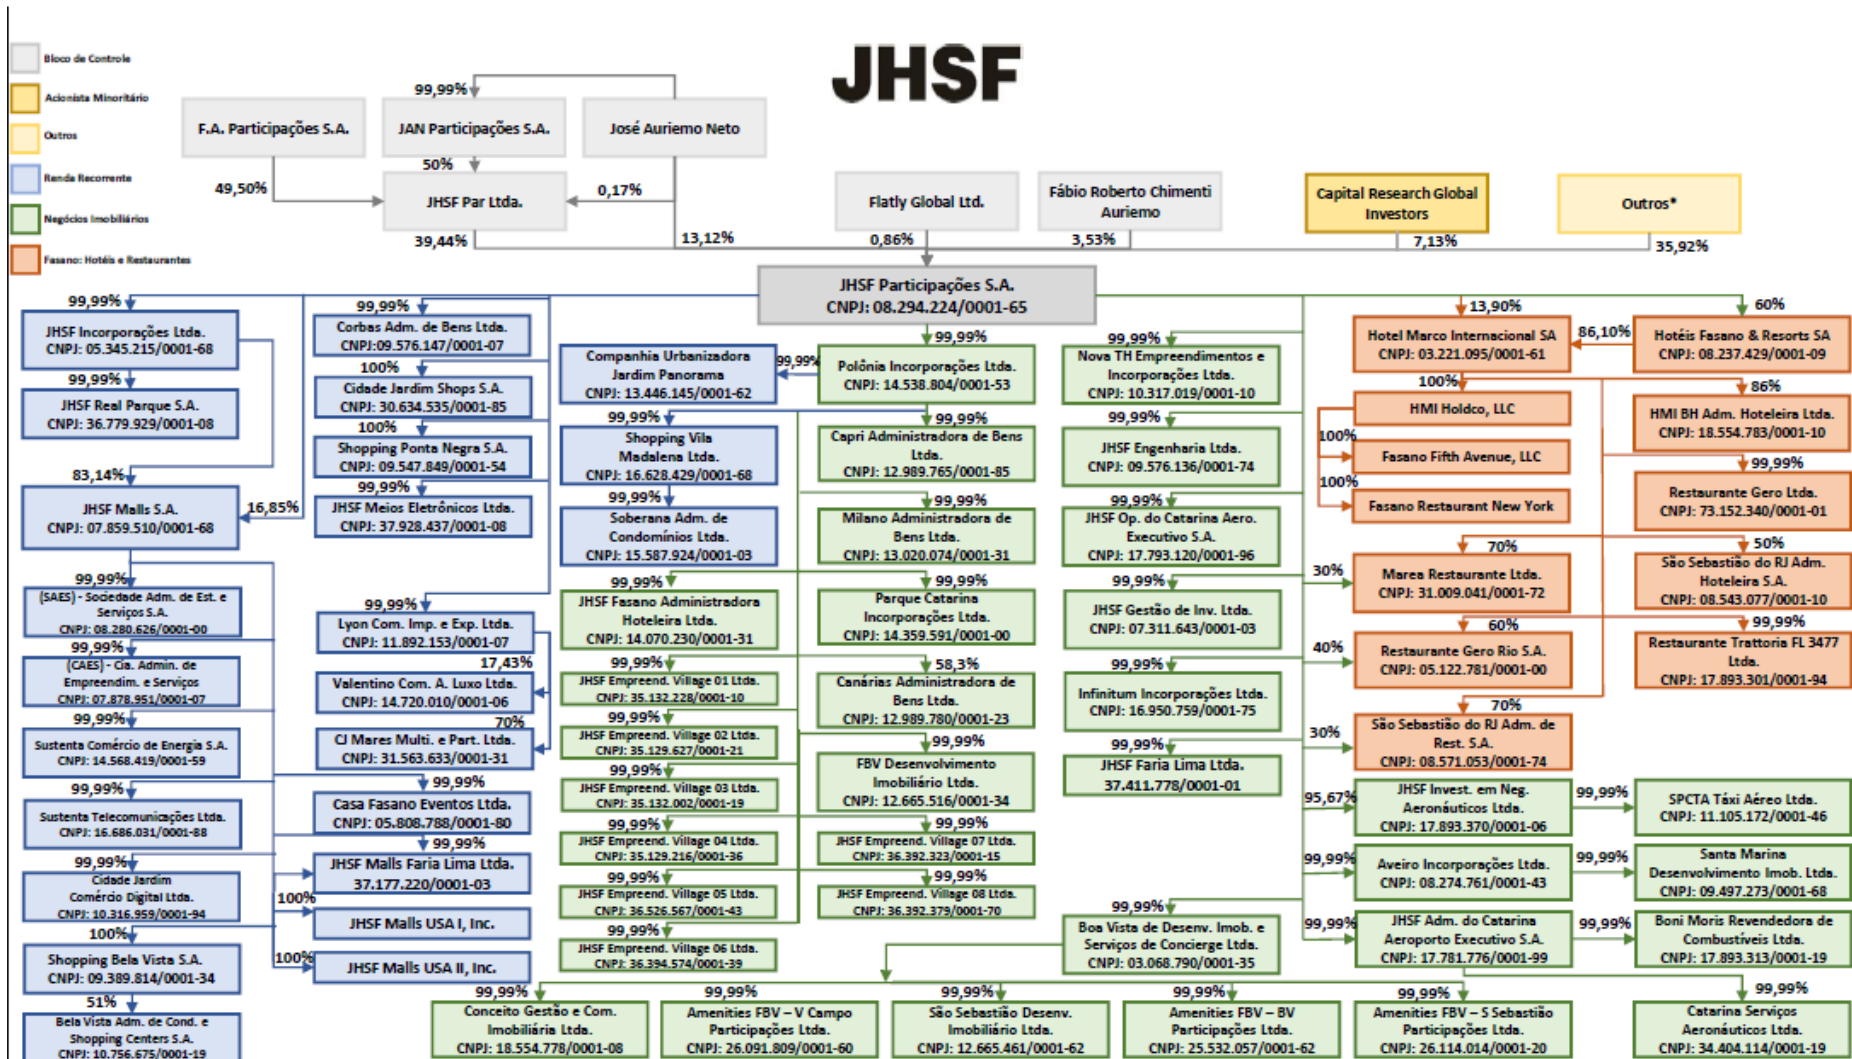 JHSF
Bloco de Controle
Acionista Minoritário
Outros
Renda Recorrente
Negócios Imobiliários
Fasano: Hotéis e Restaurantes
99,99%
F.A. Participações S.A.
JAN Participações S.A.
José Auriemo Neto
50%
49,50%
0,17%
JHSF Par Ltda.
Flatly Global Ltd.
Fábio Roberto Chimenti
Auriemo
Capital Research Global
Investors
Outros*
39,44%
13,12%
0,86%
3,53%
7,13%
35,92%
JHSF Participações S.A.
CNPJ: 08.294.224/0001-65
99,99%
JHSF Incorporações Ltda.
CNPJ: 05.345.215/0001-68
99,99%
JHSF Real Parque S.A.
CNPJ: 36.779.929/0001-08
83,14%
JHSF Malls S.A.
CNPJ: 07.859.510/0001-68
16,85%
99,99%
(SAES) - Sociedade Adm. de Est. e
Serviços S.A.
CNPJ: 08.280.626/0001-00
99,99%
(CAES) - Cia. Admin. de
Empreendim. e Serviços
CNPJ: 07.878.951/0001-07
99,99%
Sustenta Comércio de Energia S.A.
CNPJ: 14.568.419/0001-59
99,99%
Sustenta Telecomunicações Ltda.
CNPJ: 16.686.031/0001-88
99,99%
Cidade Jardim
Comércio Digital Ltda.
CNPJ: 10.316.959/0001-94
100%
Shopping Bela Vista S.A.
CNPJ: 09.389.814/0001-34
51%
Bela Vista Adm. de Cond. e
Shopping Centers S.A.
CNPJ: 10.756.675/0001-19
99,99%
Corbas Adm. de Bens Ltda.
CNPJ:09.576.147/0001-07
100%
Cidade Jardim Shops S.A.
CNPJ: 30.634.535/0001-85
100%
Shopping Ponta Negra S.A.
CNPJ: 09.547.849/0001-54
99,99%
JHSF Meios Eletrônicos Ltda.
CNPJ: 37.928.437/0001-08
99,99%
Lyon Com. Imp. e Exp. Ltda.
CNPJ: 11.892.153/0001-07
17,43%
Valentino Com. A. Luxo Ltda.
CNPJ: 14.720.010/0001-06
70%
CJ Mares Multi. e Part. Ltda.
CNPJ: 31.563.633/0001-31
99,99%
Casa Fasano Eventos Ltda.
CNPJ: 05.808.788/0001-80
99,99%
JHSF Malls Faria Lima Ltda.
37.177.220/0001-03
100%
JHSF Malls USA I, Inc.
100%
JHSF Malls USA II, Inc.
Companhia Urbanizadora
Jardim Panorama
CNPJ: 13.446.145/0001-62
99,99%
99,99%
Polônia Incorporações Ltda.
CNPJ: 14.538.804/0001-53
99,99%
Shopping Vila
Madalena Ltda.
CNPJ: 16.628.429/0001-68
99,99%
Capri Administradora de Bens
Ltda.
CNPJ: 12.989.765/0001-85
99,99%
Soberana Adm. de
Condomínios Ltda.
CNPJ: 15.587.924/0001-03
99,99%
Milano Administradora de
Bens Ltda.
CNPJ: 13.020.074/0001-31
99,99%
JHSF Fasano Administradora
Hoteleira Ltda.
CNPJ: 14.070.230/0001-31
99,99%
Parque Catarina
Incorporações Ltda.
CNPJ: 14.359.591/0001-00
99,99%
JHSF Empreend. Village 01 Ltda.
CNPJ: 35.132.228/0001-10
58,3%
Canárias Administradora de
Bens Ltda.
CNPJ: 12.989.780/0001-23
99,99%
JHSF Empreend. Village 02 Ltda.
CNPJ: 35.129.627/0001-21
99,99%
FBV Desenvolvimento
Imobiliário Ltda.
CNPJ: 12.665.516/0001-34
99,99%
JHSF Empreend. Village 03 Ltda.
CNPJ: 35.132.002/0001-19
99,99%
JHSF Empreend. Village 04 Ltda.
CNPJ: 35.129.216/0001-36
99,99%
JHSF Empreend. Village 07 Ltda.
CNPJ: 36.392.323/0001-15
99,99%
JHSF Empreend. Village 05 Ltda.
CNPJ: 36.526.567/0001-43
99,99%
JHSF Empreend. Village 08 Ltda.
CNPJ: 36.392.379/0001-70
99,99%
JHSF Empreend. Village 06 Ltda.
CNPJ: 36.394.574/0001-39
99,99%
Nova TH Empreendimentos e
Incorporações Ltda.
CNPJ: 10.317.019/0001-10
99,99%
JHSF Engenharia Ltda.
CNPJ: 09.576.136/0001-74
99,99%
JHSF Op. do Catarina Aero.
Executivo S.A.
CNPJ: 17.793.120/0001-96
99,99%
JHSF Gestão de Inv. Ltda.
CNPJ: 07.311.643/0001-03
99,99%
Infinitum Incorporações Ltda.
CNPJ: 16.950.759/0001-75
99,99%
JHSF Faria Lima Ltda.
37.411.778/0001-01
99,99%
Boa Vista de Desenv. Imob. e
Serviços de Concierge Ltda.
CNPJ: 03.068.790/0001-35
13,90%
Hotel Marco Internacional SA
CNPJ: 03.221.095/0001-61
86,10%
60%
Hotéis Fasano & Resorts SA
CNPJ: 08.237.429/0001-09
100%
HMI Holdco, LLC
100%
Fasano Fifth Avenue, LLC
100%
Fasano Restaurant New York
86%
HMI BH Adm. Hoteleira Ltda.
CNPJ: 18.554.783/0001-10
99,99%
Restaurante Gero Ltda.
CNPJ: 73.152.340/0001-01
70%
30%
Marea Restaurante Ltda.
CNPJ: 31.009.041/0001-72
50%
São Sebastião do RJ Adm.
Hoteleira S.A.
CNPJ: 08.543.077/0001-10
60%
40%
Restaurante Gero Rio S.A.
CNPJ: 05.122.781/0001-00
99,99%
Restaurante Trattoria FL 3477
Ltda.
CNPJ: 17.893.301/0001-94
70%
30%
São Sebastião do RJ Adm. de
Rest. S.A.
CNPJ: 08.571.053/0001-74
95,67%
JHSF Invest. em Neg.
Aeronáuticos Ltda.
CNPJ: 17.893.370/0001-06
99,99%
SPCTA Táxi Aéreo Ltda.
CNPJ: 11.105.172/0001-46
99,99%
Aveiro Incorporações Ltda.
CNPJ: 08.274.761/0001-43
99,99%
Santa Marina
Desenvolvimento Imob. Ltda.
CNPJ: 09.497.273/0001-68
99,99%
JHSF Adm. do Catarina
Aeroporto Executivo S.A.
CNPJ: 17.781.776/0001-99
99,99%
Boni Moris Revendedora de
Combustíveis Ltda.
CNPJ: 17.893.313/0001-19
99,99%
Conceito Gestão e Com.
Imobiliária Ltda.
CNPJ: 18.554.778/0001-08
99,99%
Amenities FBV – V Campo
Participações Ltda.
CNPJ: 26.091.809/0001-60
99,99%
São Sebastião Desenv.
Imobiliário Ltda.
CNPJ: 12.665.461/0001-62
99,99%
Amenities FBV – BV
Participações Ltda.
CNPJ: 25.532.057/0001-62
99,99%
Amenities FBV – S Sebastião
Participações Ltda.
CNPJ: 26.114.014/0001-20
99,99%
Catarina Serviços
Aeronáuticos Ltda.
CNPJ: 34.404.114/0001-19